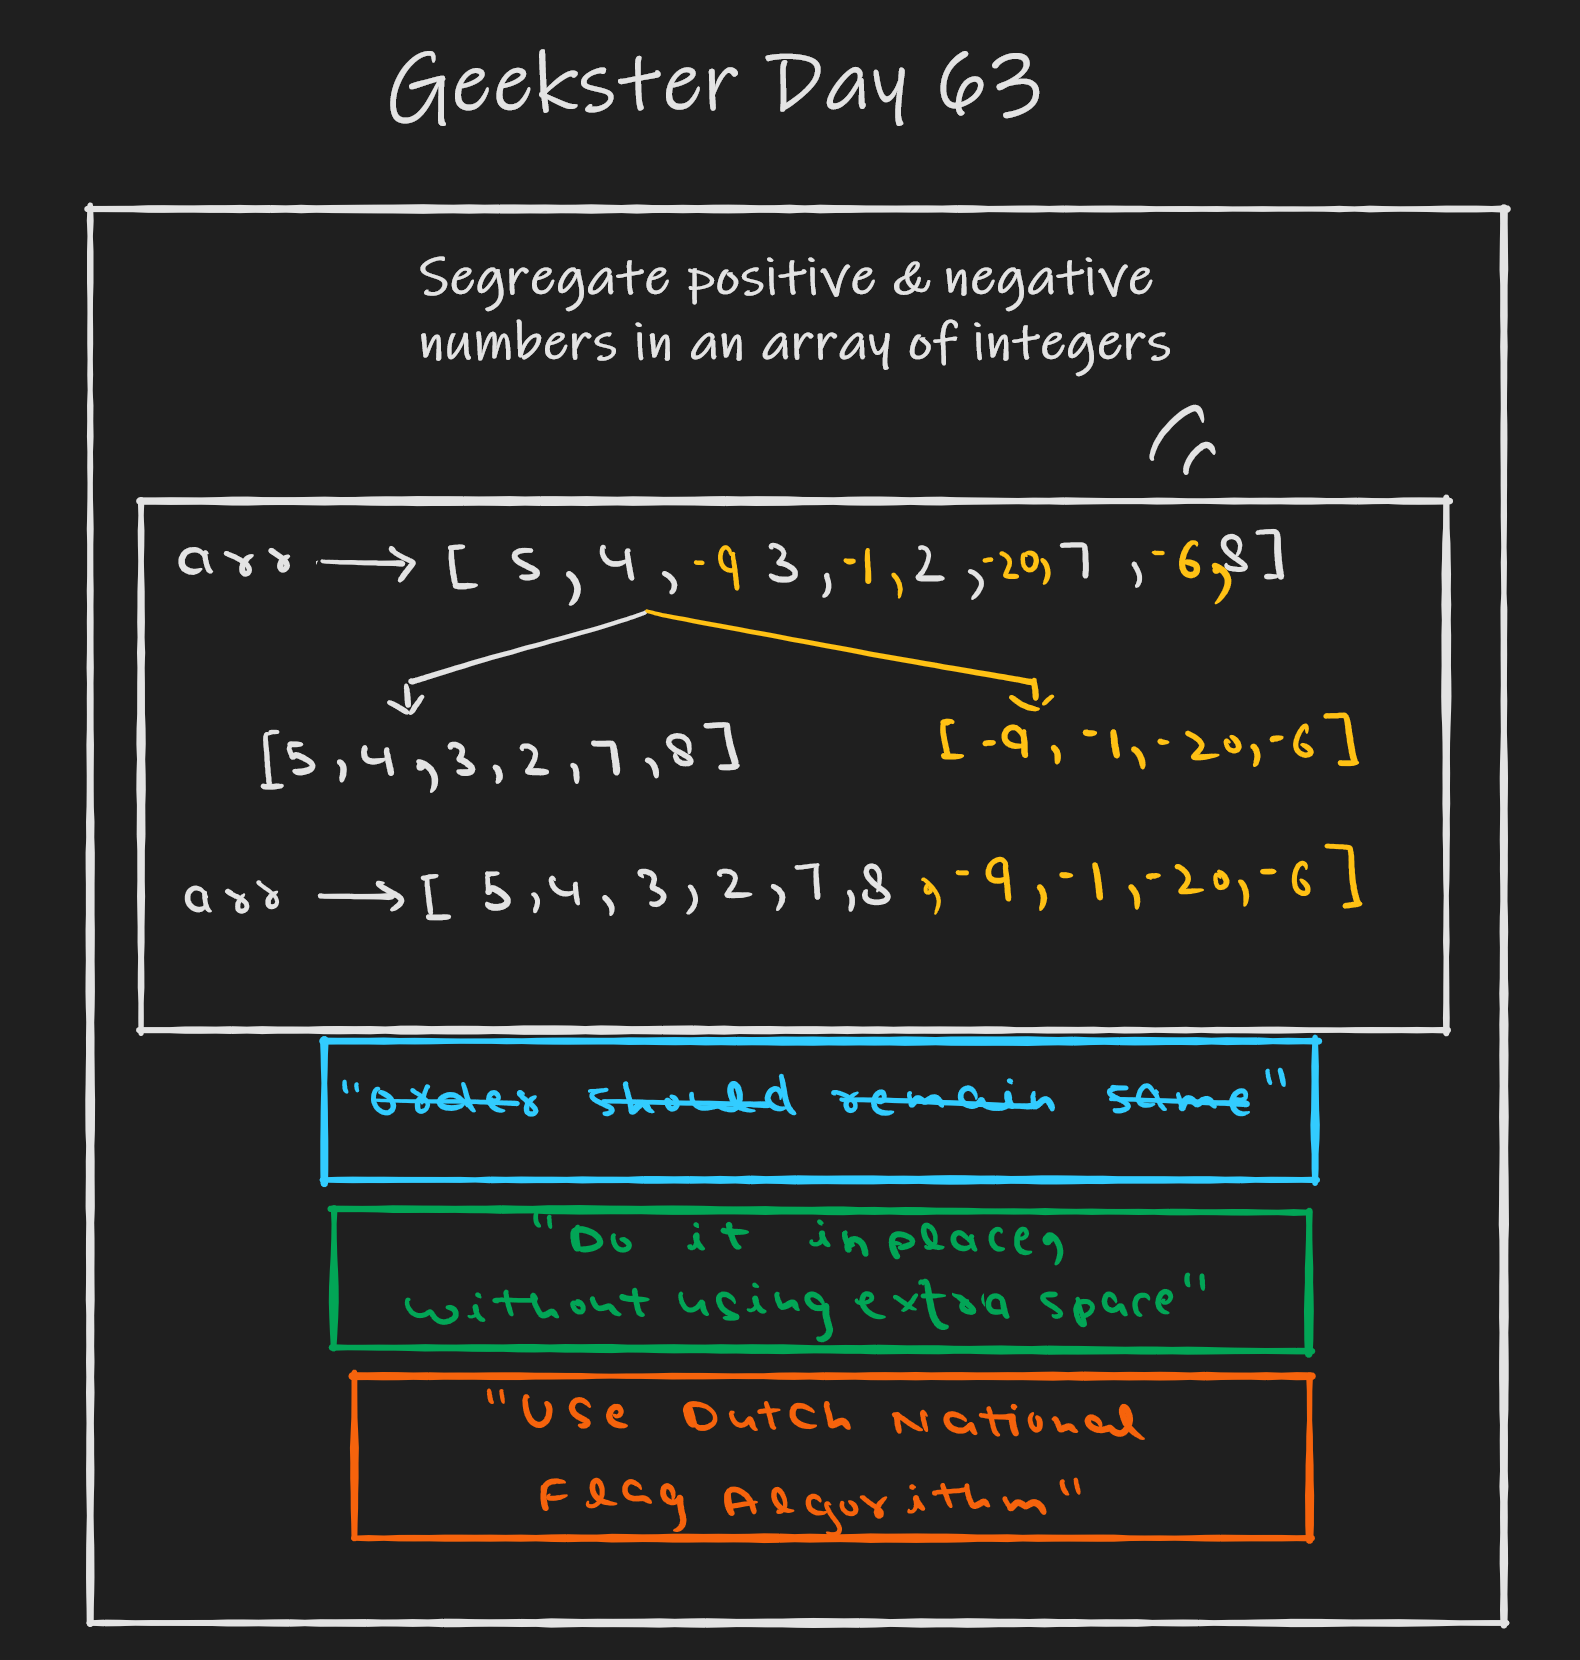 Geekster Day 63
Segregate positive & negative
numbers in an array of integers
arr → [ 5, 4, -9 3, -1, 2, -20, 7, -6, 8 ]
[5, 4, 3, 2, 7, 8]
[-9, -1, -20, -6]
arr → [ 5, 4, 3, 2, 7, 8, -9, -1, -20, -6 ]
"order should remain same"
"Do it inplace,
without using extra space"
"Use Dutch National
Flag Algorithm"